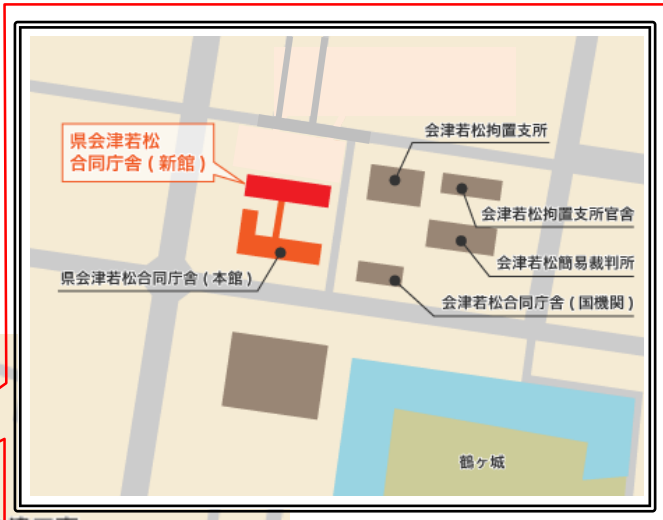 会津若松拘置支所
県会津若松
合同庁舎 ( 新館 )
会津若松拘置支所官舎
会津若松簡易裁判所
県会津若松合同庁舎 ( 本館 )
会津若松合同庁舎 ( 国機関 )
鶴ヶ城